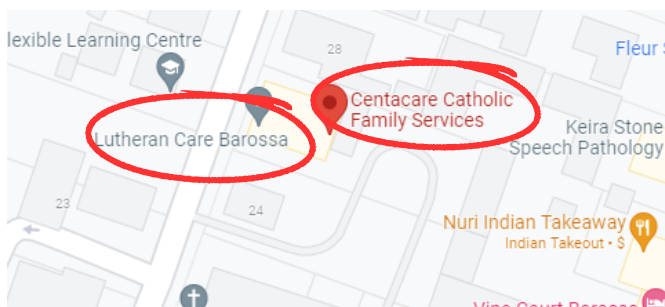 lexible Learning Centre
28
Fleur
Centacare Catholic
Family Services
Lutheran Care Barossa
Keira Stone
Speech Pathology
23
24
Nuri Indian Takeaway
Indian Takeout • $
Vine Court Barossa